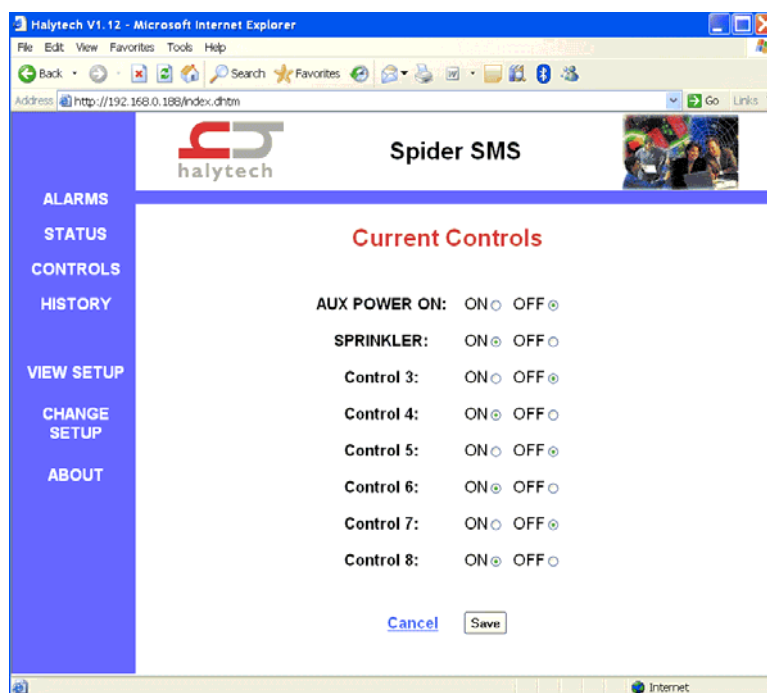 Halytech V1.12 - Microsoft Internet Explorer
File Edit View Favorites Tools Help
Back Search Favorites
Address http://192.168.0.188/index.dhtm Go Links
halytech
Spider SMS
ALARMS
STATUS
CONTROLS
HISTORY
VIEW SETUP
CHANGE
SETUP
ABOUT
Current Controls
AUX POWER ON: ON OFF
SPRINKLER: ON OFF
Control 3: ON OFF
Control 4: ON OFF
Control 5: ON OFF
Control 6: ON OFF
Control 7: ON OFF
Control 8: ON OFF
Cancel Save
Internet